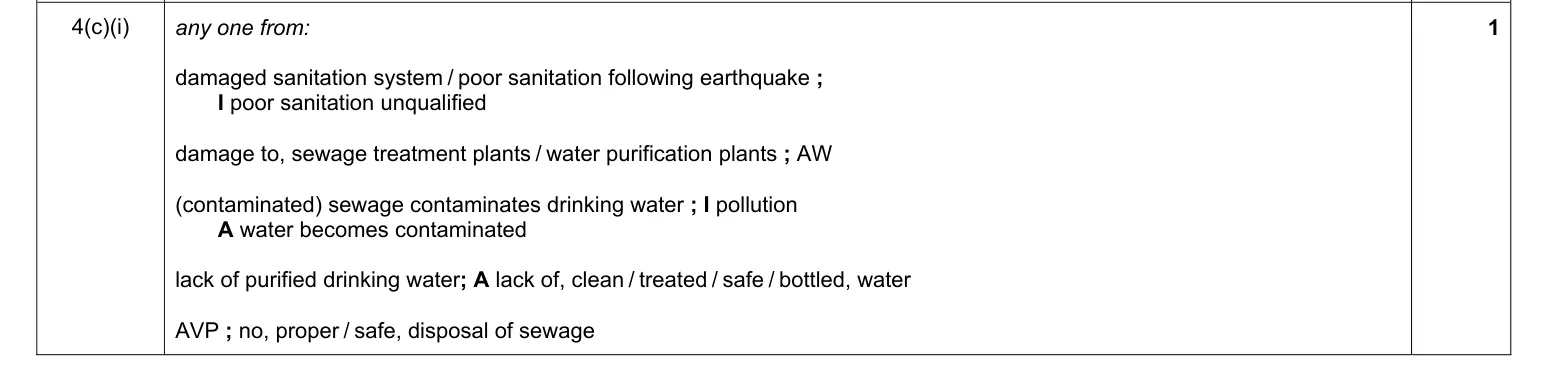 4(c)(i) any one from: 1
damaged sanitation system / poor sanitation following earthquake ;
I poor sanitation unqualified
damage to, sewage treatment plants / water purification plants ; AW
(contaminated) sewage contaminates drinking water ; I pollution
A water becomes contaminated
lack of purified drinking water; A lack of, clean / treated / safe / bottled, water
AVP ; no, proper / safe, disposal of sewage